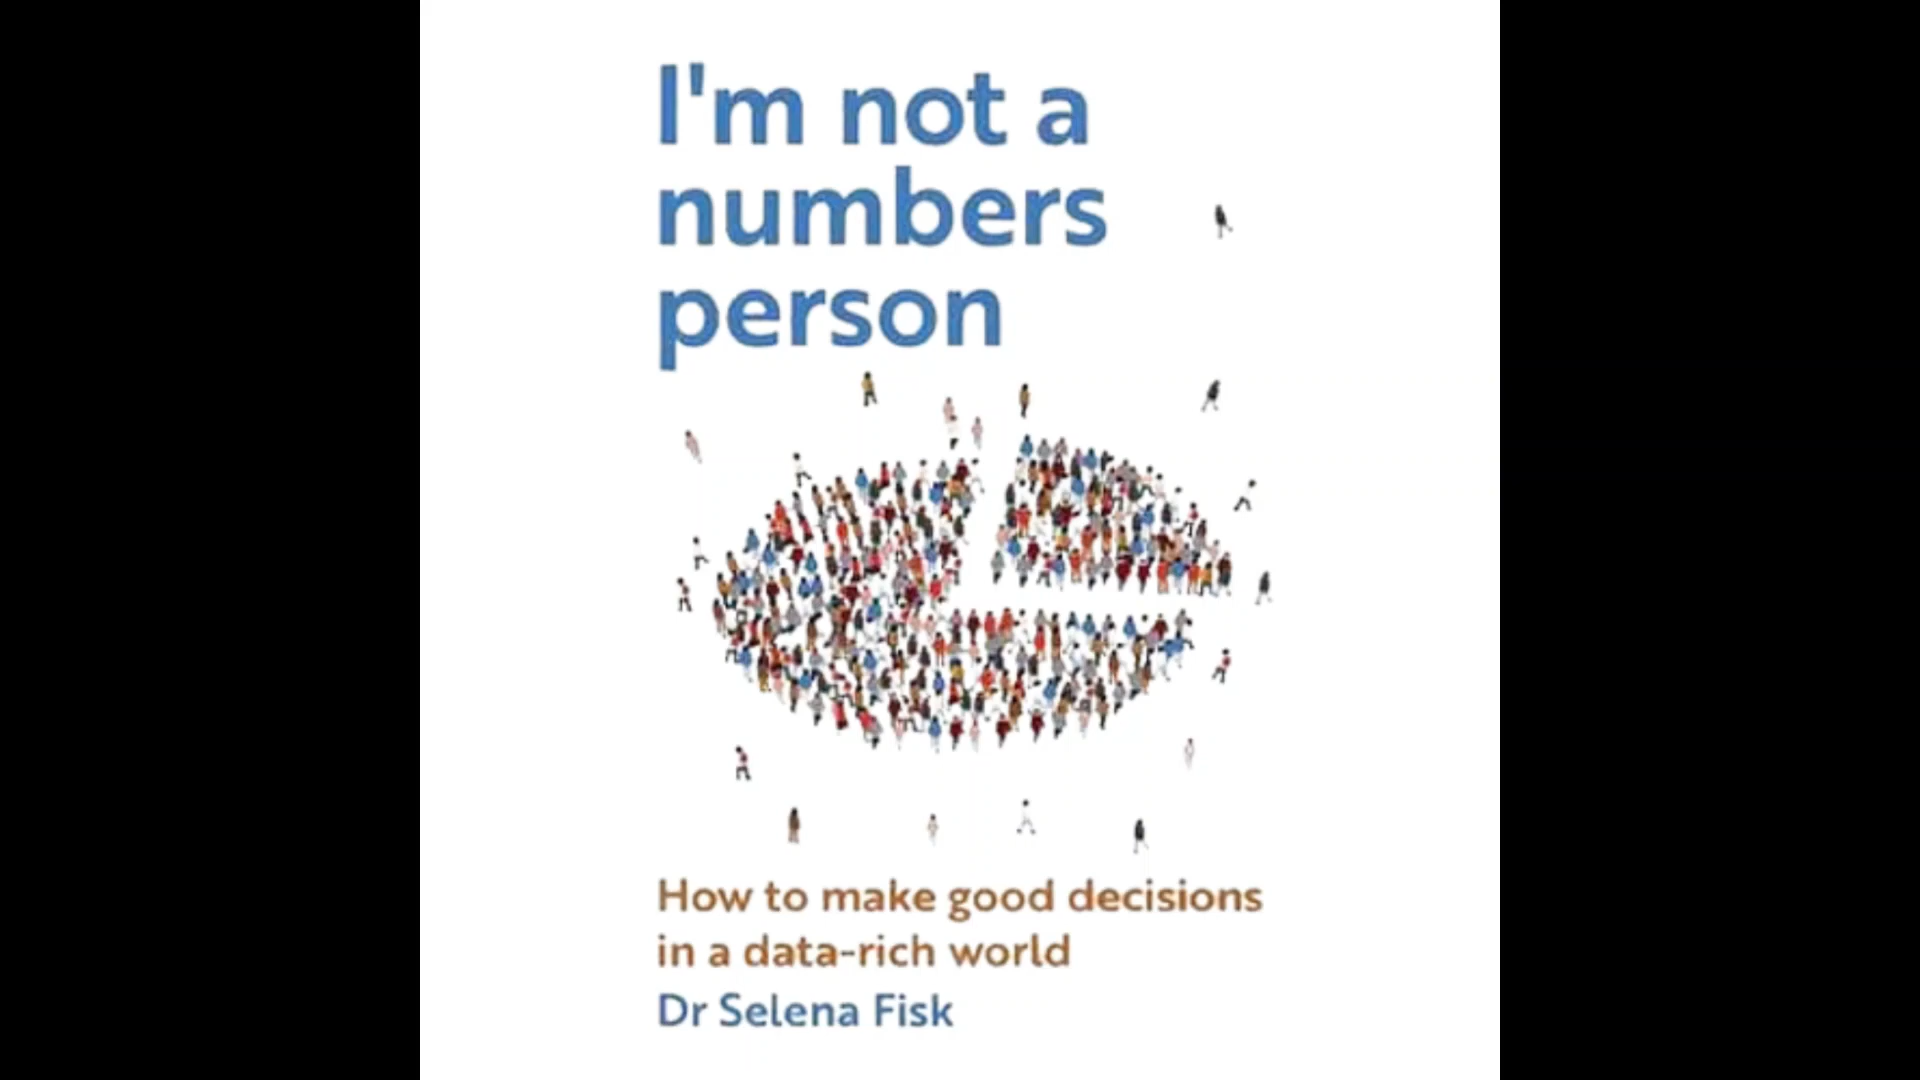 I'm not a
numbers
person
How to make good decisions
in a data-rich world
Dr Selena Fisk